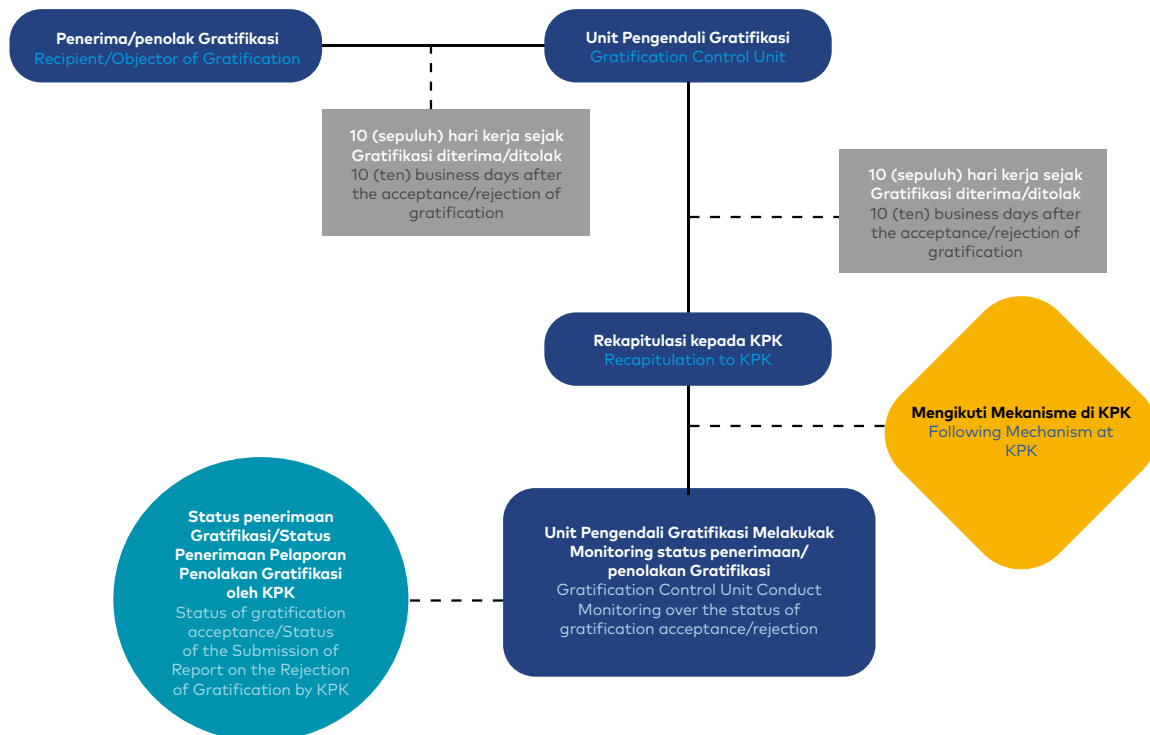 Penerima/penolak Gratifikasi
Recipient/Objector of Gratification
Unit Pengendali Gratifikasi
Gratification Control Unit
10 (sepuluh) hari kerja sejak
Gratifikasi diterima/ditolak
10 (ten) business days after
the acceptance/rejection of
gratification
10 (sepuluh) hari kerja sejak
Gratifikasi diterima/ditolak
10 (ten) business days after
the acceptance/rejection of
gratification
Rekapitulasi kepada KPK
Recapitulation to KPK
Mengikuti Mekanisme di KPK
Following Mechanism at
KPK
Status penerimaan
Gratifikasi/Status
Penerimaan Pelaporan
Penolakan Gratifikasi
oleh KPK
Status of gratification
acceptance/Status
of the Submission of
Report on the Rejection
of Gratification by KPK
Unit Pengendali Gratifikasi Melakukak
Monitoring status penerimaan/
penolakan Gratifikasi
Gratification Control Unit Conduct
Monitoring over the status of
gratification acceptance/rejection